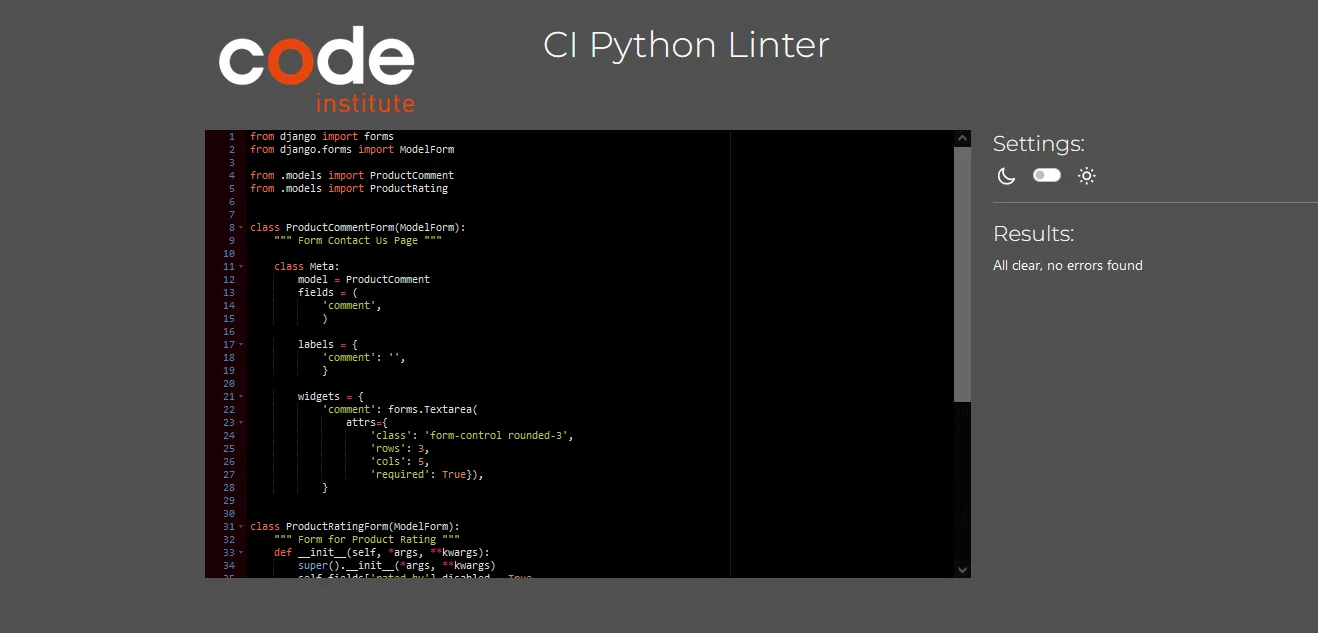 code
institute
CI Python Linter
1 from django import forms
2 from django.forms import ModelForm
3
4 from .models import ProductComment
5 from .models import ProductRating
6
7
8 class ProductCommentForm(ModelForm):
9     """ Form Contact Us Page """
10
11     class Meta:
12         model = ProductComment
13         fields = (
14             'comment',
15             )
16
17         labels = {
18             'comment': '',
19             }
20
21         widgets = {
22             'comment': forms.Textarea(
23                 attrs={
24                     'class': 'form-control rounded-3',
25                     'rows': 3,
26                     'cols': 5,
27                     'required': True}),
28             }
29
30
31 class ProductRatingForm(ModelForm):
32     """ Form for Product Rating """
33     def __init__(self, *args, **kwargs):
34         super().__init__(*args, **kwargs)
35         self.fields['rated_by'].disabled = True
Settings:
Results:
All clear, no errors found